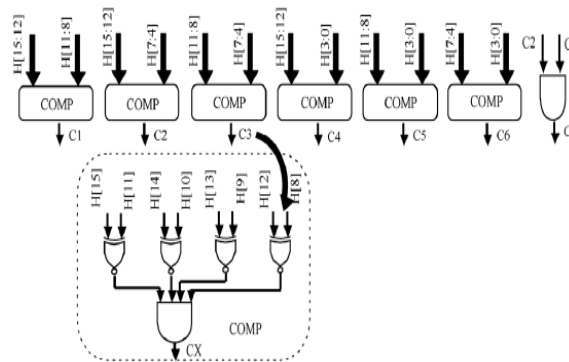 H[15:12] H[11:8] H[15:12] H[7:4] H[11:8] H[7:4] H[15:12] H[3:0] H[11:8] H[3:0] H[7:4] H[3:0] C2
COMP COMP COMP COMP COMP COMP
C1 C2 C3 C4 C5 C6
H[15] H[11] H[14] H[10] H[13] H[9] H[12] H[8]
COMP
CX